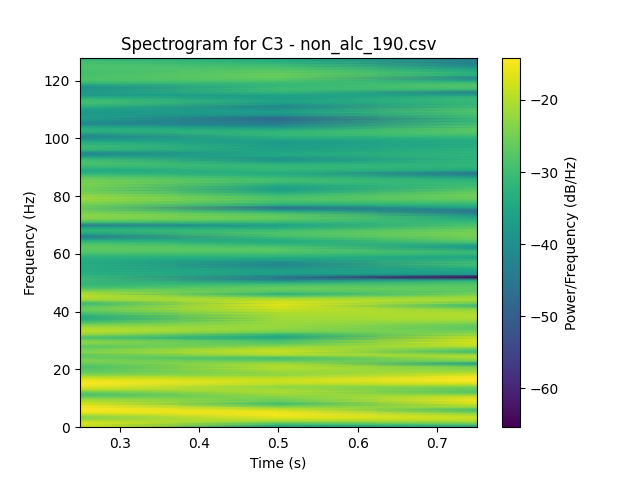 Spectrogram for C3 - non_alc_190.csv
Frequency (Hz)
120
100
80
60
40
20
0
0.3 0.4 0.5 0.6 0.7
Time (s)
−20
−30
−40
−50
−60
Power/Frequency (dB/Hz)